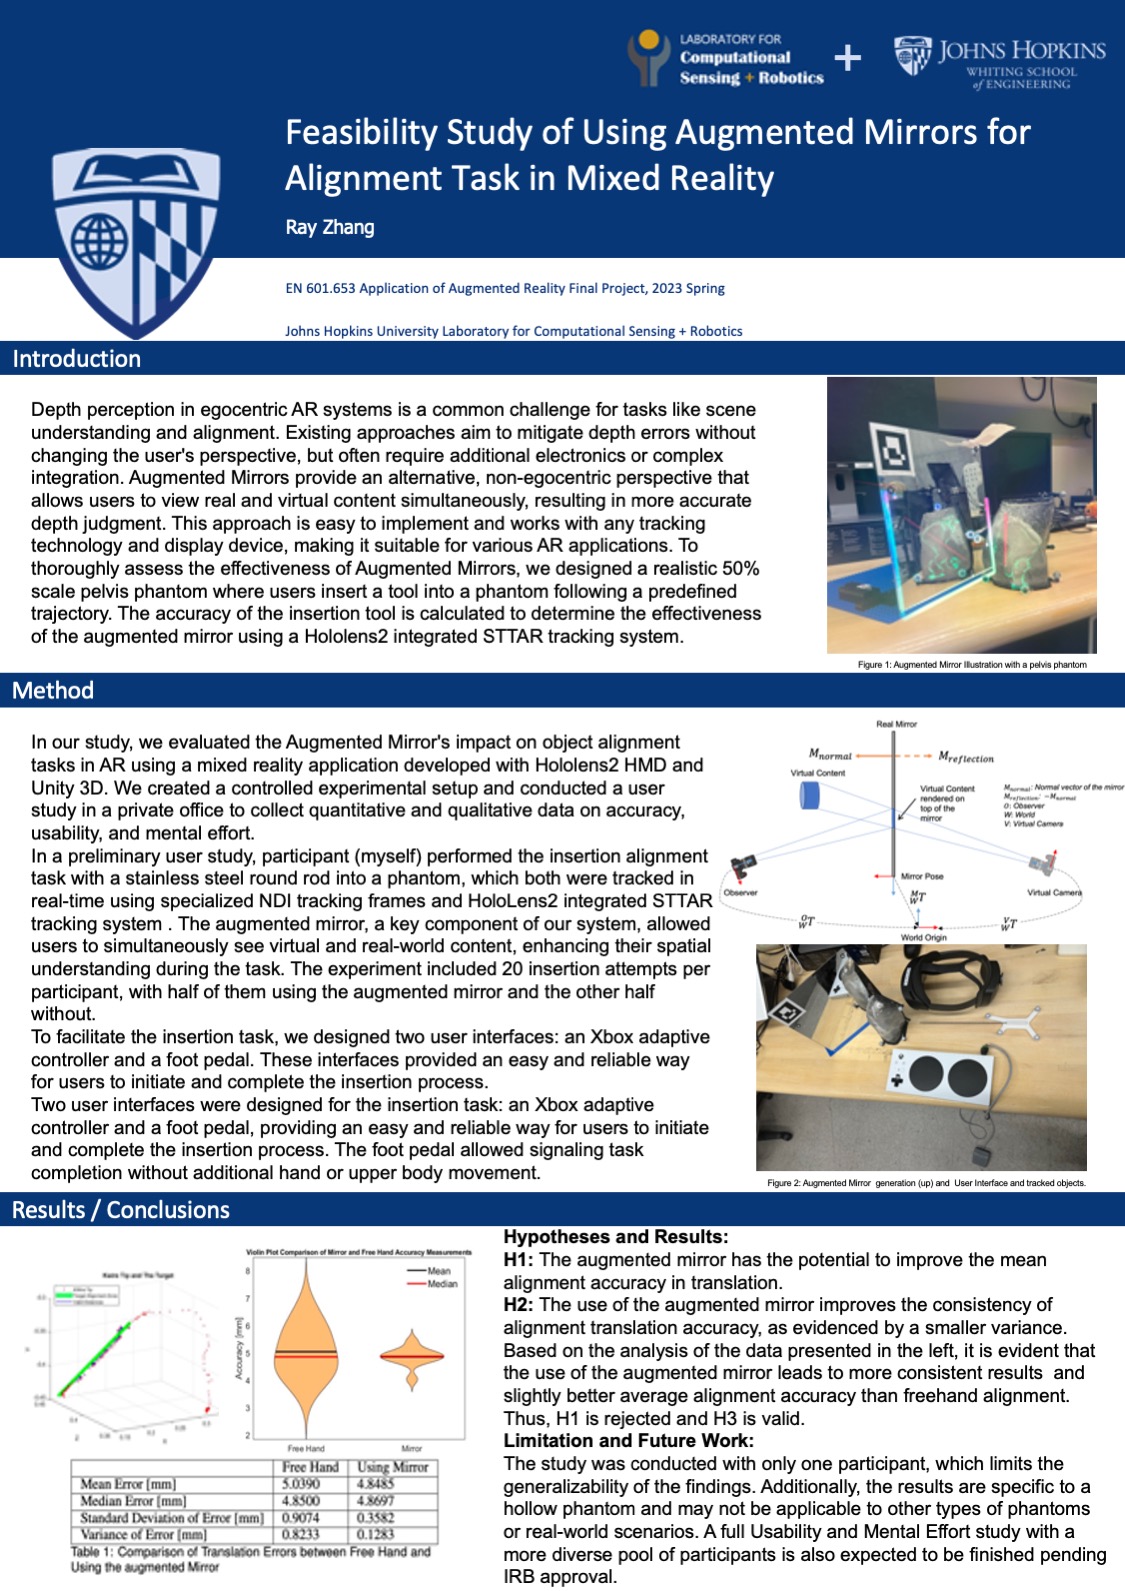 LABORATORY FOR
Computational
Sensing + Robotics
+
JOHNS HOPKINS
WHITING SCHOOL
of ENGINEERING
Feasibility Study of Using Augmented Mirrors for
Alignment Task in Mixed Reality
Ray Zhang
EN 601.653 Application of Augmented Reality Final Project, 2023 Spring
Johns Hopkins University Laboratory for Computational Sensing + Robotics
Introduction
Depth perception in egocentric AR systems is a common challenge for tasks like scene
understanding and alignment. Existing approaches aim to mitigate depth errors without
changing the user's perspective, but often require additional electronics or complex
integration. Augmented Mirrors provide an alternative, non-egocentric perspective that
allows users to view real and virtual content simultaneously, resulting in more accurate
depth judgment. This approach is easy to implement and works with any tracking
technology and display device, making it suitable for various AR applications. To
thoroughly assess the effectiveness of Augmented Mirrors, we designed a realistic 50%
scale pelvis phantom where users insert a tool into a phantom following a predefined
trajectory. The accuracy of the insertion tool is calculated to determine the effectiveness
of the augmented mirror using a Hololens2 integrated STTAR tracking system.
Figure 1: Augmented Mirror Illustration with a pelvis phantom
Method
In our study, we evaluated the Augmented Mirror's impact on object alignment
tasks in AR using a mixed reality application developed with Hololens2 HMD and
Unity 3D. We created a controlled experimental setup and conducted a user
study in a private office to collect quantitative and qualitative data on accuracy,
usability, and mental effort.
In a preliminary user study, participant (myself) performed the insertion alignment
task with a stainless steel round rod into a phantom, which both were tracked in
real-time using specialized NDI tracking frames and HoloLens2 integrated STTAR
tracking system . The augmented mirror, a key component of our system, allowed
users to simultaneously see virtual and real-world content, enhancing their spatial
understanding during the task. The experiment included 20 insertion attempts per
participant, with half of them using the augmented mirror and the other half
without.
To facilitate the insertion task, we designed two user interfaces: an Xbox adaptive
controller and a foot pedal. These interfaces provided an easy and reliable way
for users to initiate and complete the insertion process.
Two user interfaces were designed for the insertion task: an Xbox adaptive
controller and a foot pedal, providing an easy and reliable way for users to initiate
and complete the insertion process. The foot pedal allowed signaling task
completion without additional hand or upper body movement.
Real Mirror
Mnormal
Mreflection
Virtual Content
Virtual Content
rendered on
top of the
mirror
Mnormal: Normal vector of the mirror
Mreflection: −Mnormal
O: Observer
W: World
V: Virtual Camera
Observer
Mirror Pose
Virtual Camera
M W T
O W T
V W T
World Origin
Figure 2: Augmented Mirror generation (up) and User Interface and tracked objects.
Results / Conclusions
Violin Plot Comparison of Mirror and Free Hand Accuracy Measurements
Mean
Median
Accuracy [mm]
8
7
6
5
4
3
2
Free Hand Mirror
Free Hand Using Mirror
Mean Error [mm] 5.0390 4.8485
Median Error [mm] 4.8500 4.8697
Standard Deviation of Error [mm] 0.9074 0.3582
Variance of Error [mm] 0.8233 0.1283
Table 1: Comparison of Translation Errors between Free Hand and
Using the augmented Mirror
Hypotheses and Results:
H1: The augmented mirror has the potential to improve the mean
alignment accuracy in translation.
H2: The use of the augmented mirror improves the consistency of
alignment translation accuracy, as evidenced by a smaller variance.
Based on the analysis of the data presented in the left, it is evident that
the use of the augmented mirror leads to more consistent results and
slightly better average alignment accuracy than freehand alignment.
Thus, H1 is rejected and H3 is valid.
Limitation and Future Work:
The study was conducted with only one participant, which limits the
generalizability of the findings. Additionally, the results are specific to a
hollow phantom and may not be applicable to other types of phantoms
or real-world scenarios. A full Usability and Mental Effort study with a
more diverse pool of participants is also expected to be finished pending
IRB approval.